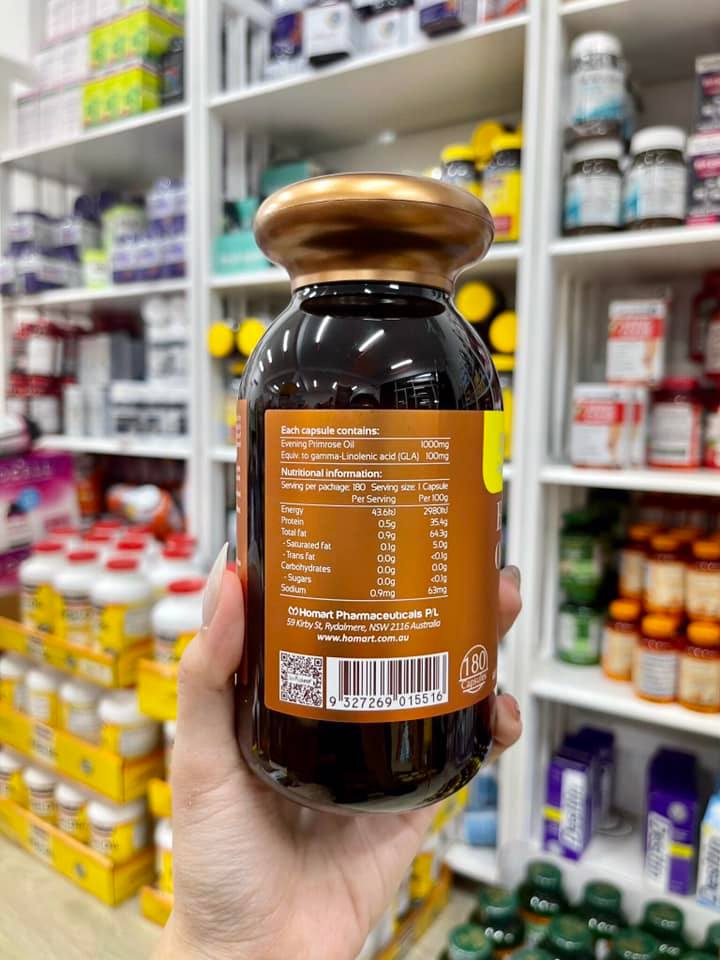 Each capsule contains:
Evening Primrose Oil 1000mg
Equiv. to gamma-Linolenic acid (GLA) 100mg
Nutritional information:
Serving per package: 180 Serving size: 1 Capsule
Per Serving Per 100g
Energy 43.6kJ 2980kJ
Protein 0.5g 35.4g
Total fat 0.9g 64.3g
- Saturated fat 0.1g 5.0g
- Trans fat 0.0g <0.1g
Carbohydrates 0.0g 0.0g
- Sugars 0.0g <0.1g
Sodium 0.9mg 63mg
Homart Pharmaceuticals P/L
59 Kirby St, Rydalmere, NSW 2116 Australia
www.homart.com.au
9 327269 015516
180
Capsules
Desitin
Desitin